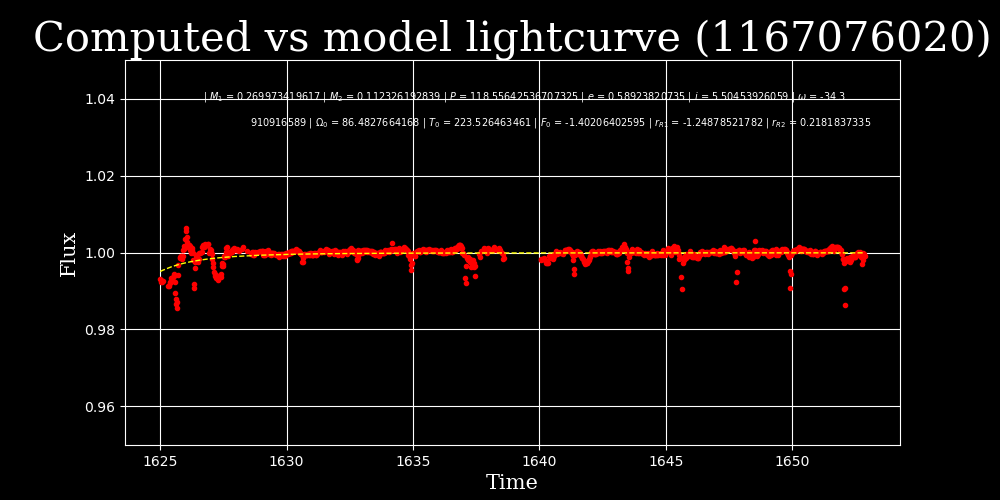 Computed vs model lightcurve (1167076020)
| M₁ = 0.269973419617 | M₂ = 0.112326192839 | P = 118.55642536707325 | e = 0.58923820735 | i = 5.50453926059 | ω = -34.3
910916589 | Ω₀ = 86.4827664168 | T₀ = 223.526463461 | F₀ = -1.40206402595 | r_R1 = -1.24878521782 | r_R2 = 0.2181837335
1.04
1.02
1.00
0.98
0.96
Flux
1625 1630 1635 1640 1645 1650
Time